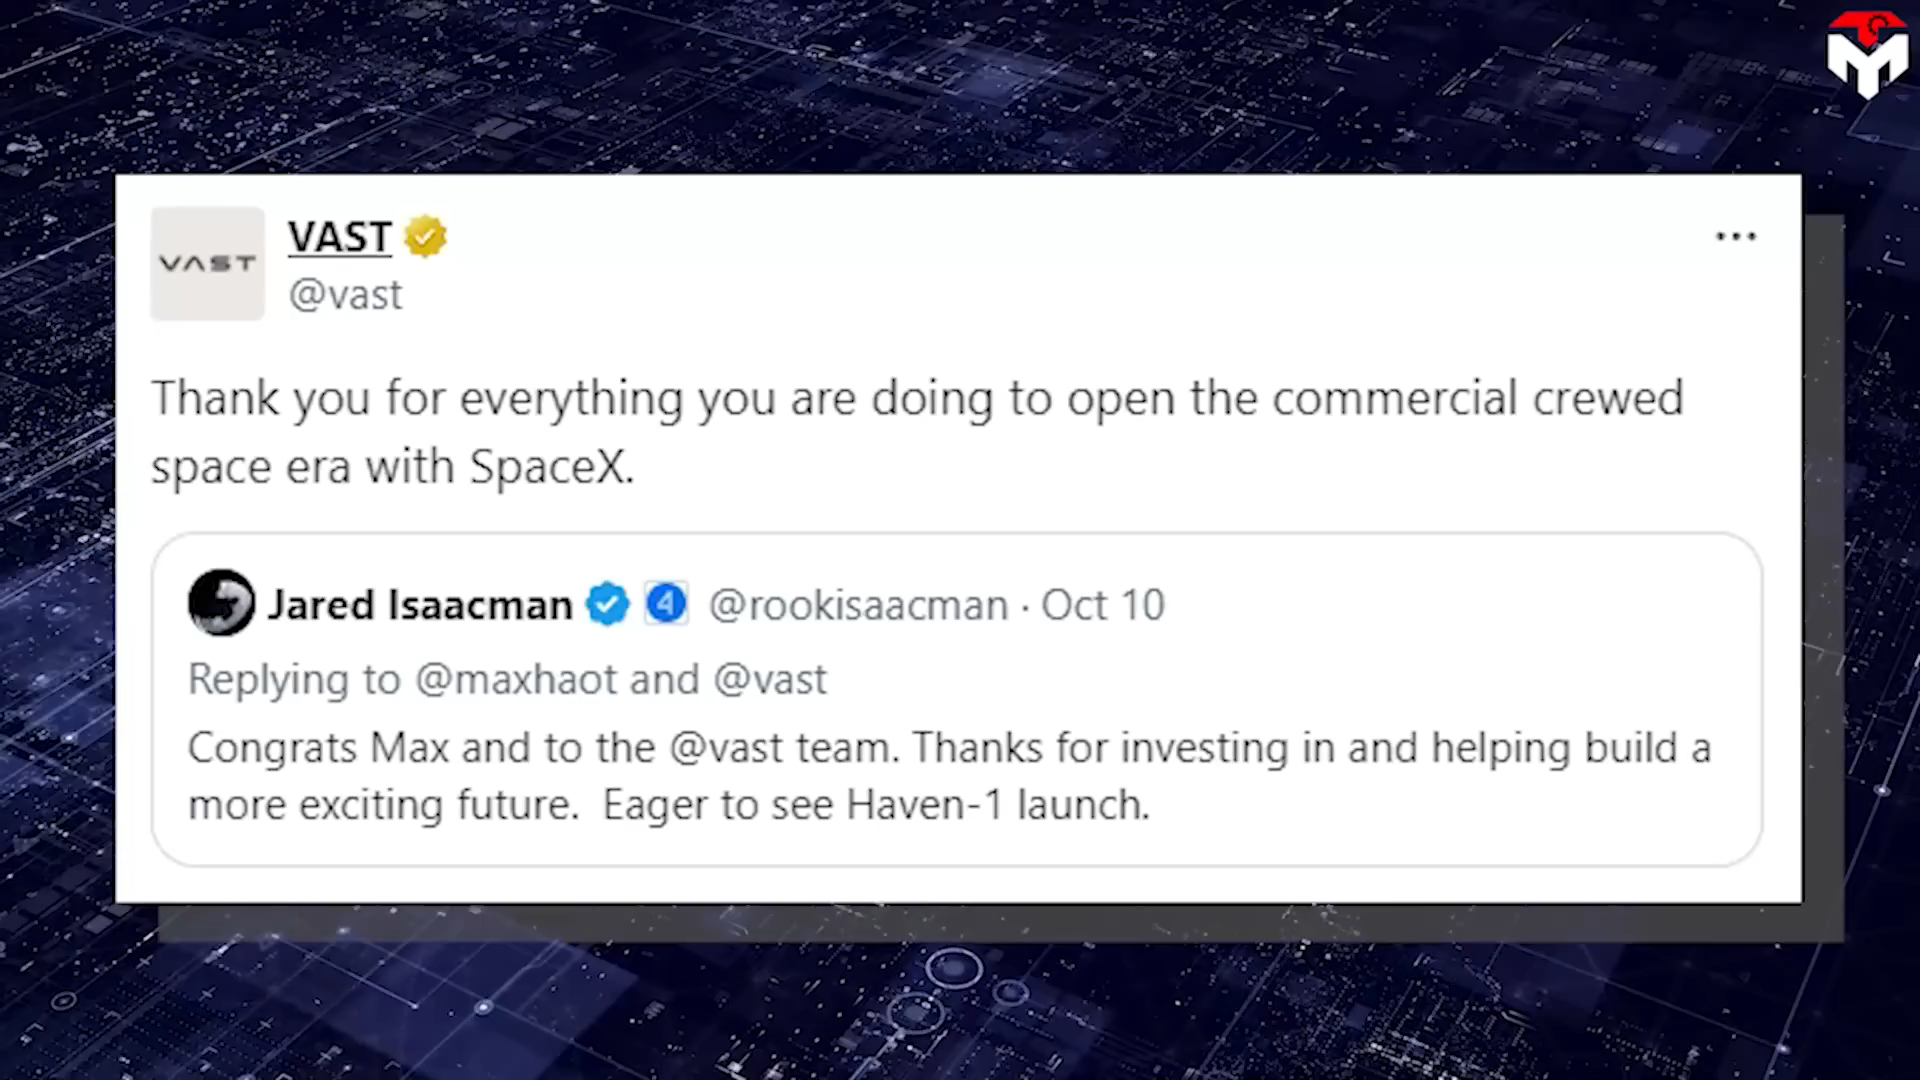 VAST
VAST
@vast
Thank you for everything you are doing to open the commercial crewed
space era with SpaceX.
Jared Isaacman 4 @rookisaacman · Oct 10
Replying to @maxhaot and @vast
Congrats Max and to the @vast team. Thanks for investing in and helping build a
more exciting future. Eager to see Haven-1 launch.